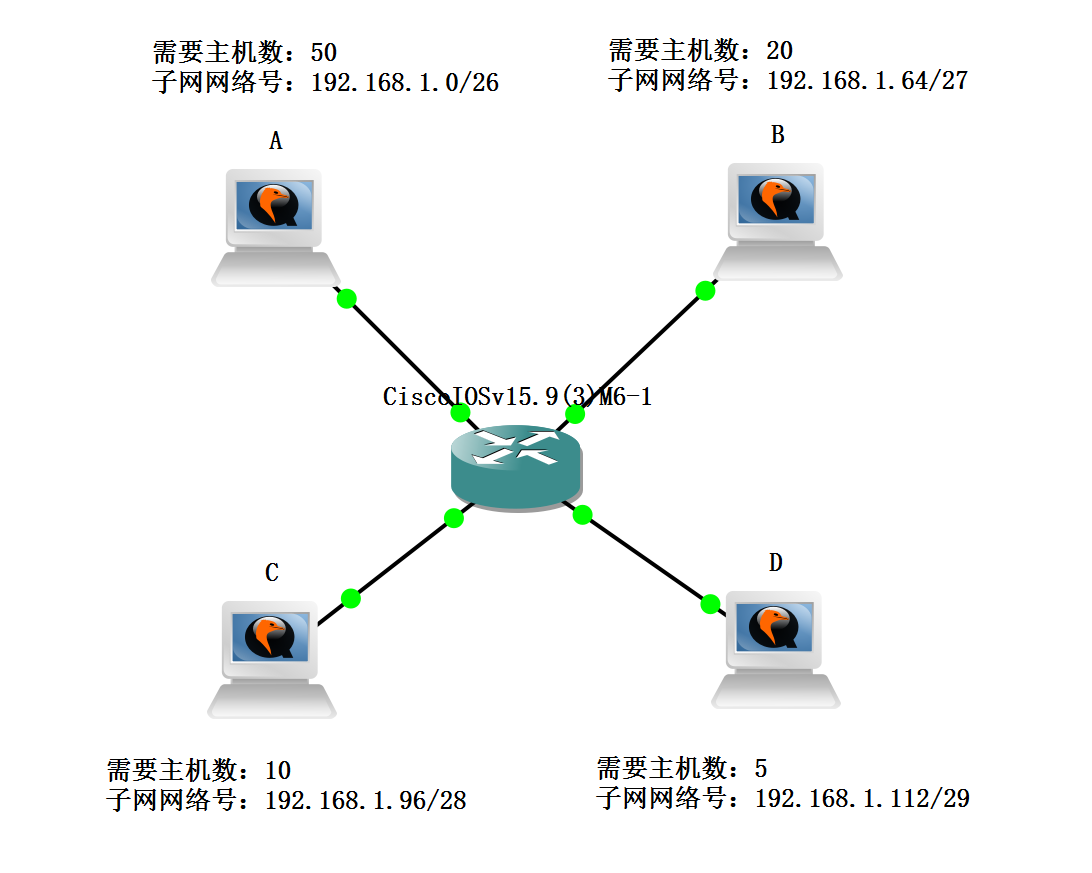 需要主机数：50
子网网络号：192.168.1.0/26
A
需要主机数：20
子网网络号：192.168.1.64/27
B
CiscoIOSv15.9(3)M6-1
C
需要主机数：10
子网网络号：192.168.1.96/28
D
需要主机数：5
子网网络号：192.168.1.112/29